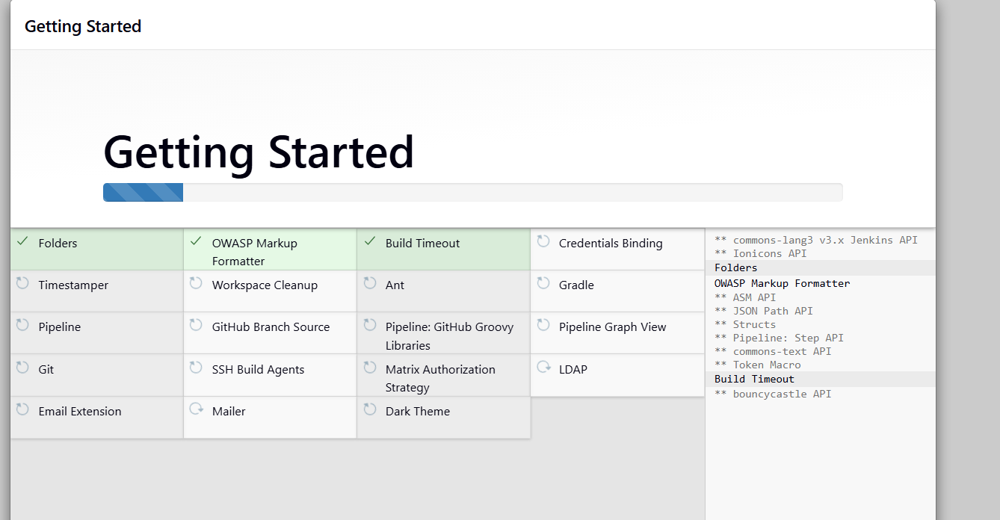 Getting Started
Getting Started
Folders
OWASP Markup
Formatter
Build Timeout
Credentials Binding
Timestamper
Workspace Cleanup
Ant
Gradle
Pipeline
GitHub Branch Source
Pipeline: GitHub Groovy
Libraries
Pipeline Graph View
Git
SSH Build Agents
Matrix Authorization
Strategy
LDAP
Email Extension
Mailer
Dark Theme
** commons-lang3 v3.x Jenkins API
** Ionicons API
Folders
OWASP Markup Formatter
** ASM API
** JSON Path API
** Structs
** Pipeline: Step API
** commons-text API
** Token Macro
Build Timeout
** bouncycastle API